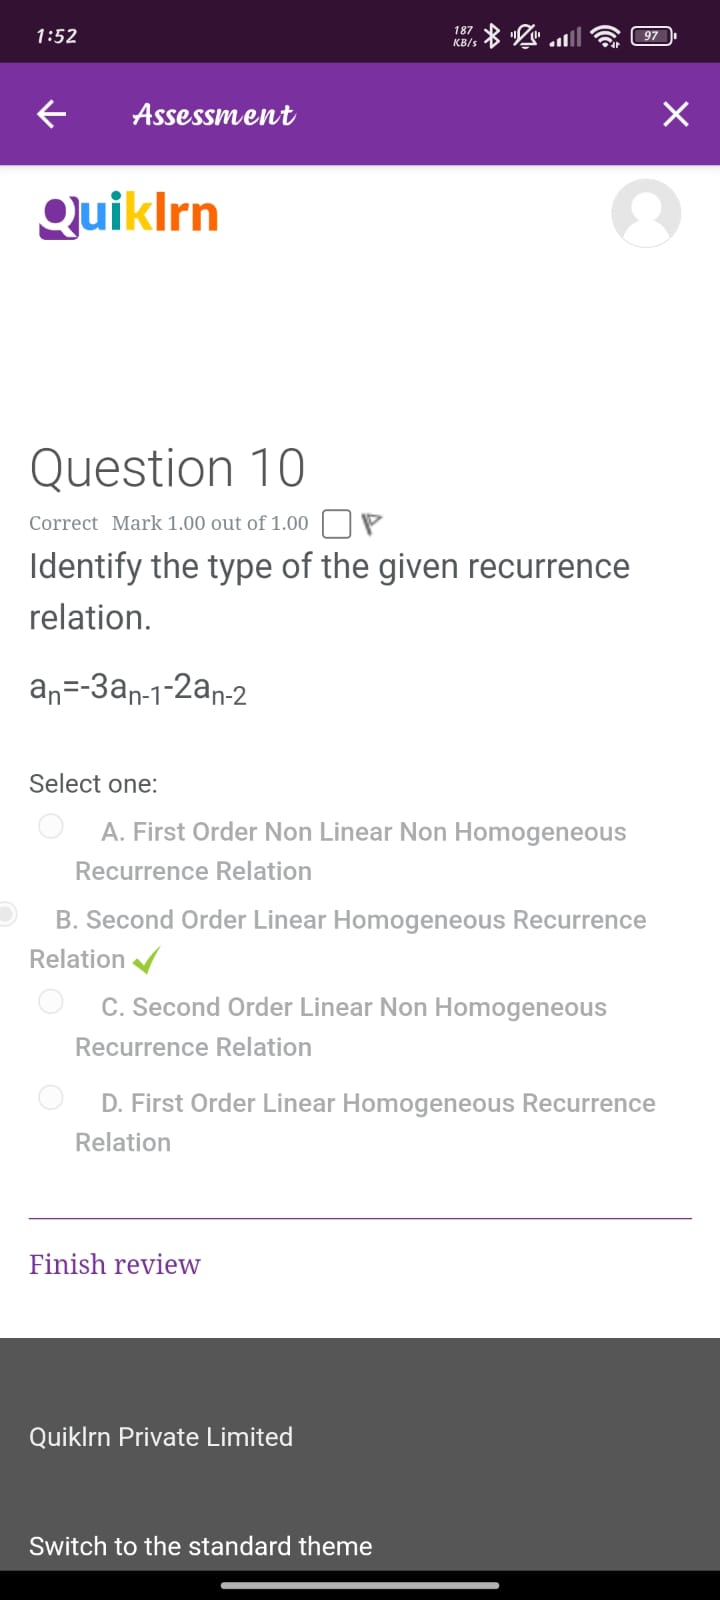 1:52
187
KB/s
97
Assessment
Quiklrn
Question 10
Correct Mark 1.00 out of 1.00
Identify the type of the given recurrence
relation.
aₙ=-3aₙ₋₁-2aₙ₋₂
Select one:
A. First Order Non Linear Non Homogeneous
Recurrence Relation
B. Second Order Linear Homogeneous Recurrence
Relation
C. Second Order Linear Non Homogeneous
Recurrence Relation
D. First Order Linear Homogeneous Recurrence
Relation
Finish review
Quiklrn Private Limited
Switch to the standard theme